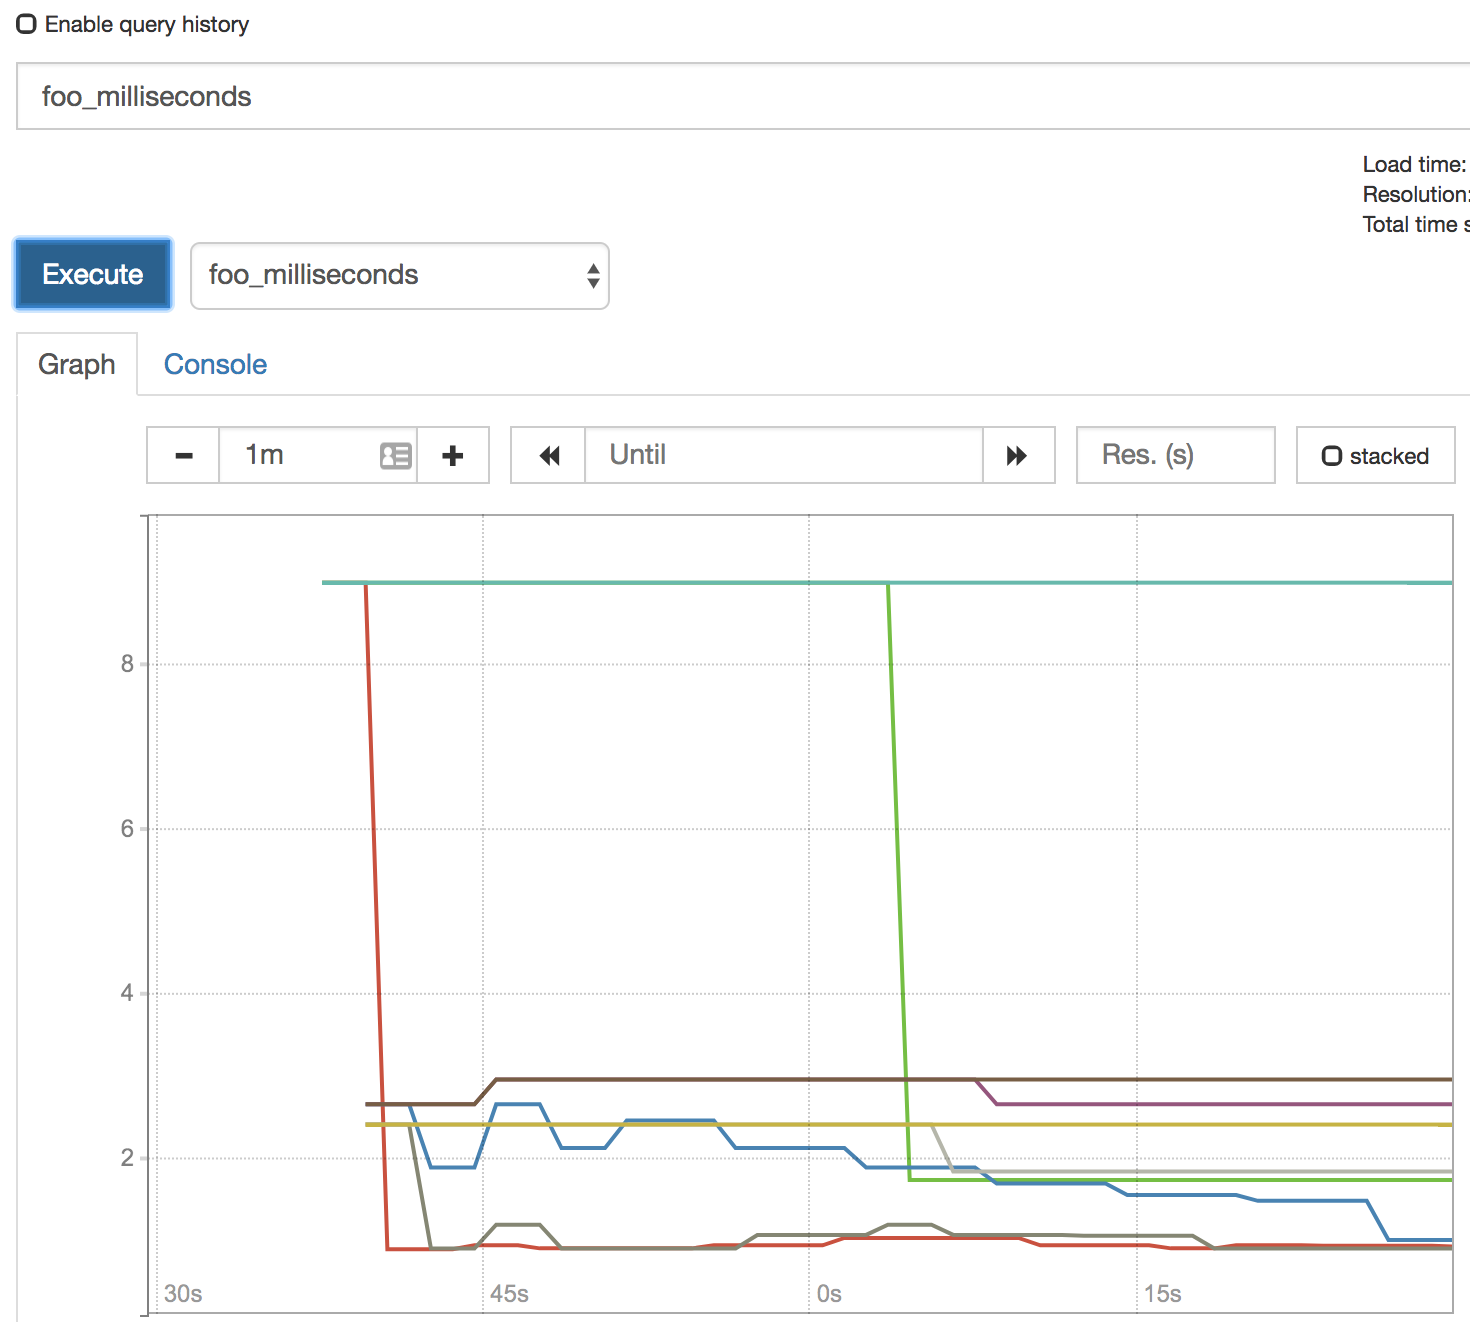 Enable query history
foo_milliseconds
Load time:
Resolution:
Total time s
Execute
foo_milliseconds
Graph
Console
1m
Until
Res. (s)
stacked
8
6
4
2
30s
45s
0s
15s